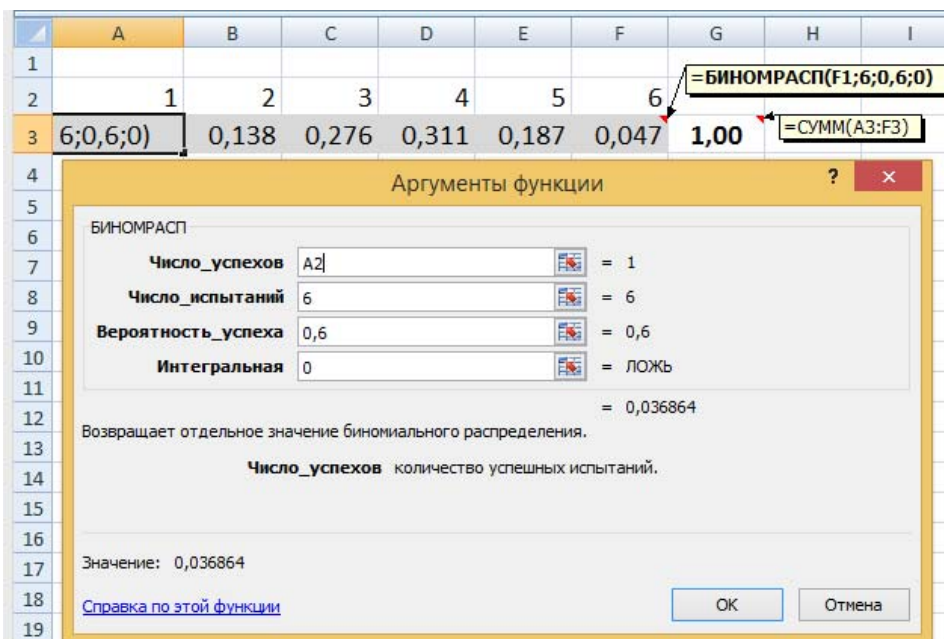 A B C D E F G H I
1
=БИНОМРАСП(F1;6;0,6;0)
2 1 2 3 4 5 6
3 6;0,6;0) 0,138 0,276 0,311 0,187 0,047 1,00 =СУММ(A3:F3)
4 Аргументы функции ? ×
5
6 БИНОМРАСП
7 Число_успехов A2 = 1
8 Число_испытаний 6 = 6
9 Вероятность_успеха 0,6 = 0,6
10 Интегральная 0 = ЛОЖЬ
11
12 = 0,036864
13 Возвращает отдельное значение биномиального распределения.
14 Число_успехов количество успешных испытаний.
15
16
17 Значение: 0,036864
18 Справка по этой функции OK Отмена
19